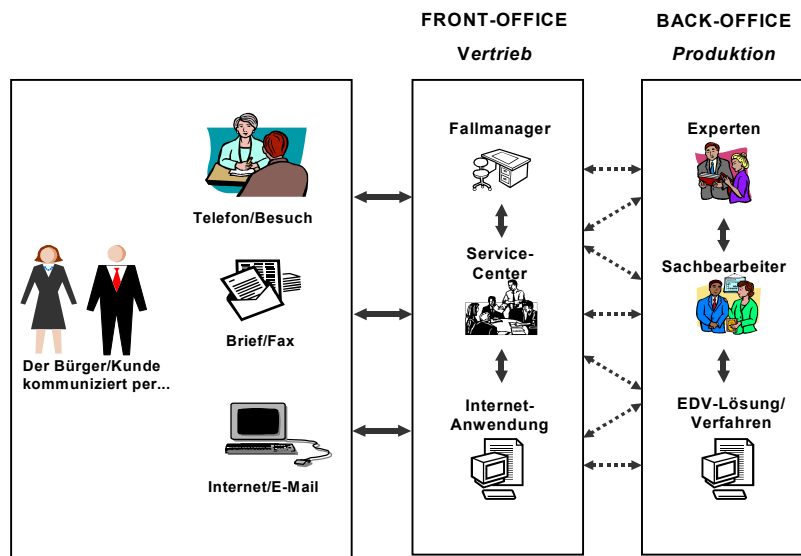 FRONT-OFFICE
Vertrieb
BACK-OFFICE
Produktion
Telefon/Besuch
Brief/Fax
Der Bürger/Kunde
kommuniziert per...
Internet/E-Mail
Fallmanager
Service-
Center
Internet-
Anwendung
Experten
Sachbearbeiter
EDV-Lösung/
Verfahren